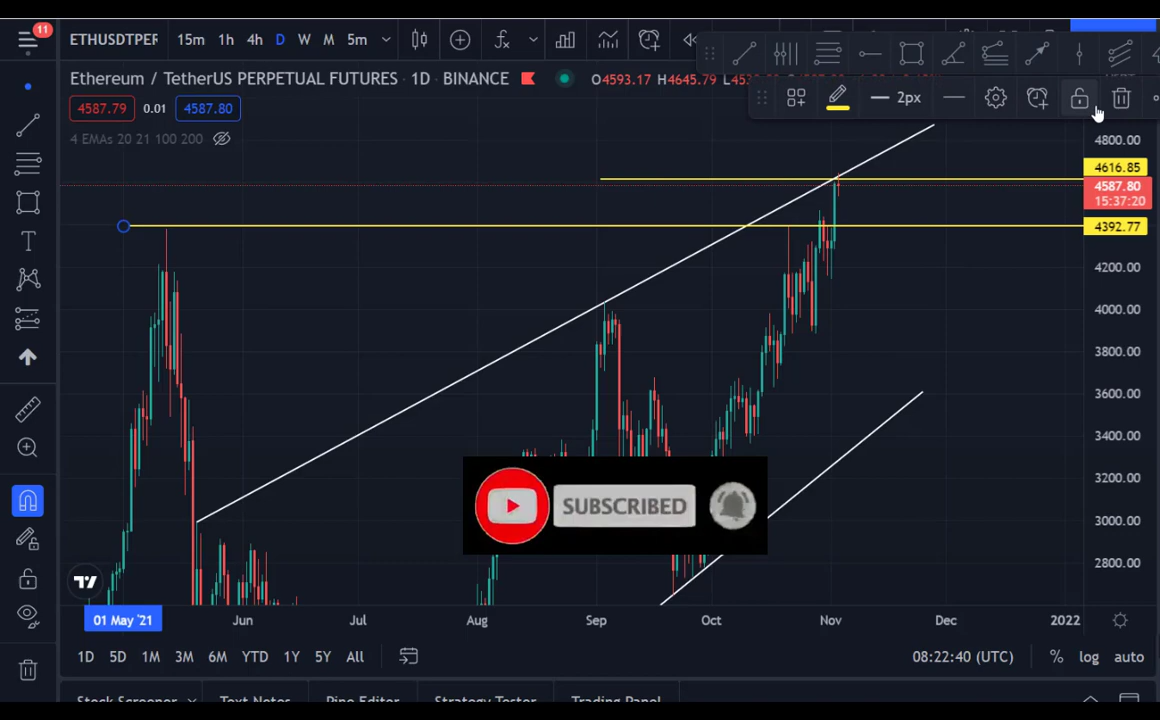 11
ETHUSDTPER
15m 1h 4h D W M 5m
Ethereum / TetherUS PERPETUAL FUTURES · 1D · BINANCE
O4593.17 H4645.79
4587.79 0.01 4587.80
2px
4 EMAs 20 21 100 200
4800.00
4616.85
4587.80
15:37:20
4392.77
4200.00
4000.00
3800.00
3600.00
3400.00
3200.00
3000.00
2800.00
SUBSCRIBED
01 May '21 Jun Jul Aug Sep Oct Nov Dec 2022
1D 5D 1M 3M 6M YTD 1Y 5Y All
08:22:40 (UTC) % log auto
Stock Screener Text Notes Pine Editor Strategy Tester Trading Panel